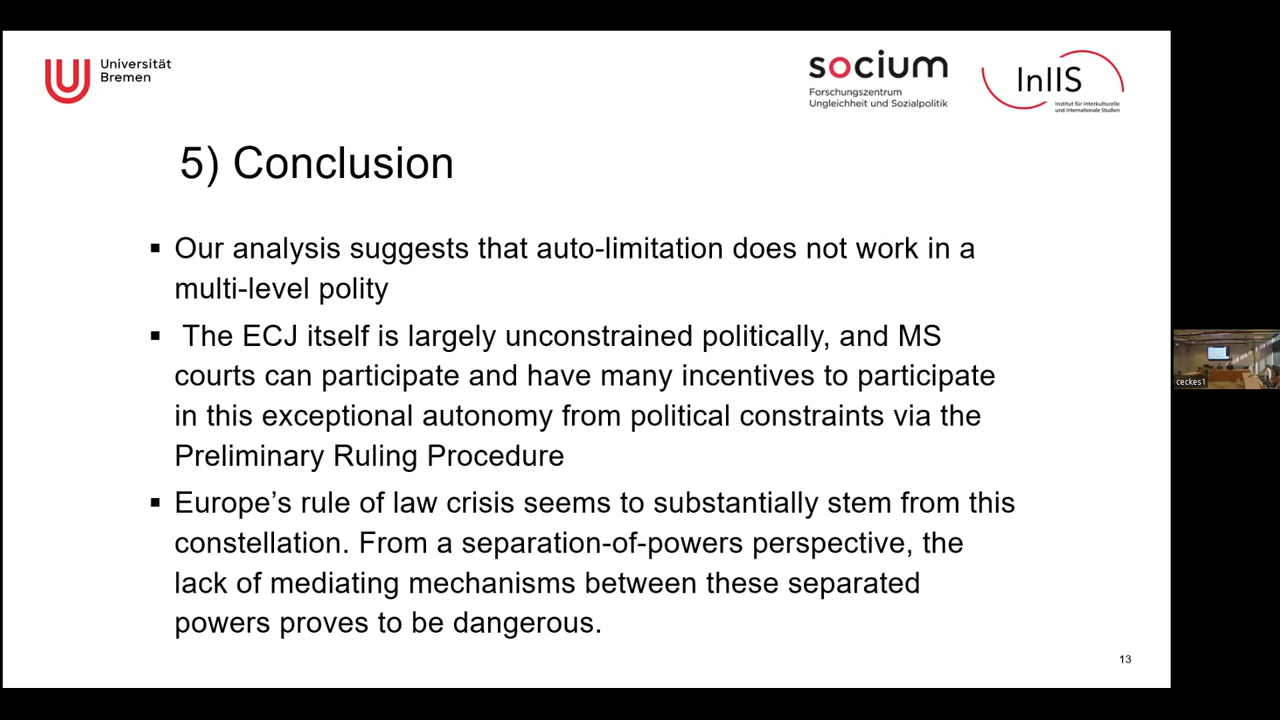 Universität
Bremen
socium
Forschungszentrum
Ungleichheit und Sozialpolitik
InIIS
Institut für Interkulturelle
und Internationale Studien
5) Conclusion
▪ Our analysis suggests that auto-limitation does not work in a
multi-level polity
▪ The ECJ itself is largely unconstrained politically, and MS
courts can participate and have many incentives to participate
in this exceptional autonomy from political constraints via the
Preliminary Ruling Procedure
▪ Europe’s rule of law crisis seems to substantially stem from this
constellation. From a separation-of-powers perspective, the
lack of mediating mechanisms between these separated
powers proves to be dangerous.
13
ceckes1